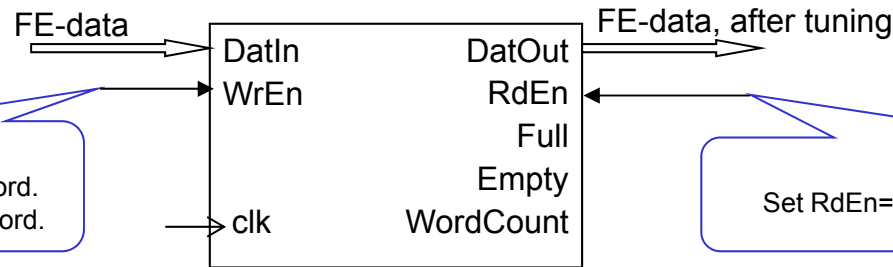 FE-data
FE-data, after tuning
DatIn
DatOut
WrEn
RdEn
Full
Empty
clk
WordCount
ord.
ord.
Set RdEn=